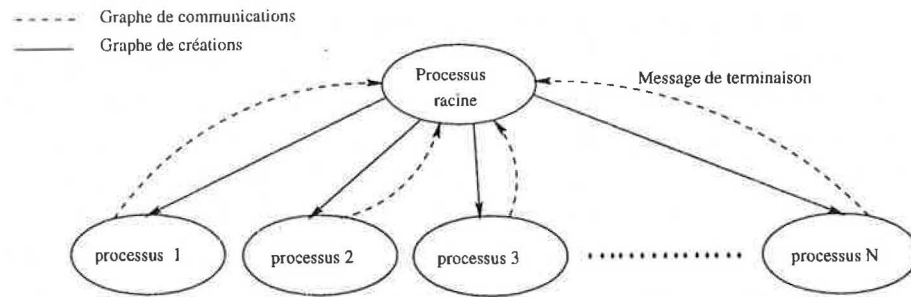 Graphe de communications
Graphe de créations
Processus
racine
Message de terminaison
processus 1
processus 2
processus 3
processus N